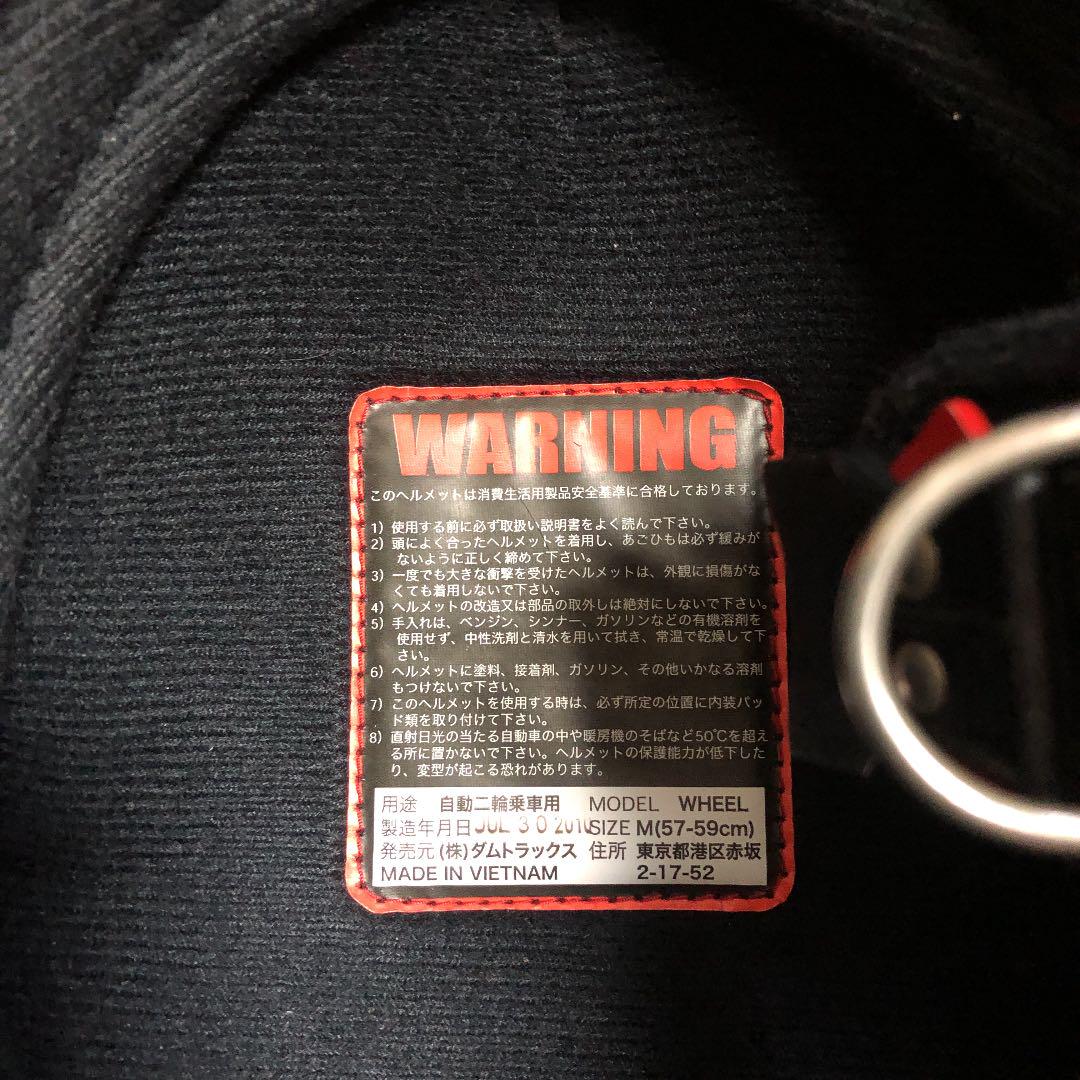 WARNING
このヘルメットは消費生活用製品安全基準に合格しております。
1）使用する前に必ず取扱い説明書をよく読んで下さい。
2）頭によく合ったヘルメットを着用し、あごひもは必ず緩みが
ないように正しく締めて下さい。
3）一度でも大きな衝撃を受けたヘルメットは、外観に損傷がな
くても着用しないで下さい。
4）ヘルメットの改造又は部品の取外しは絶対にしないで下さい。
5）手入れは、ベンジン、シンナー、ガソリンなどの有機溶剤を
使用せず、中性洗剤と清水を用いて拭き、常温で乾燥して下
さい。
6）ヘルメットに塗料、接着剤、ガソリン、その他いかなる溶剤
もつけないで下さい。
7）このヘルメットを使用する時は、必ず所定の位置に内装パッ
ド類を取り付けて下さい。
8）直射日光の当たる自動車の中や暖房機のそばなど50℃を超え
る所に置かないで下さい。ヘルメットの保護能力が低下した
り、変型が起こる恐れがあります。
用途 自動二輪乗車用 MODEL WHEEL
製造年月日 JUL 30 SIZE M(57-59cm)
発売元 (株)ダムトラックス 住所 東京都港区赤坂
MADE IN VIETNAM 2-17-52